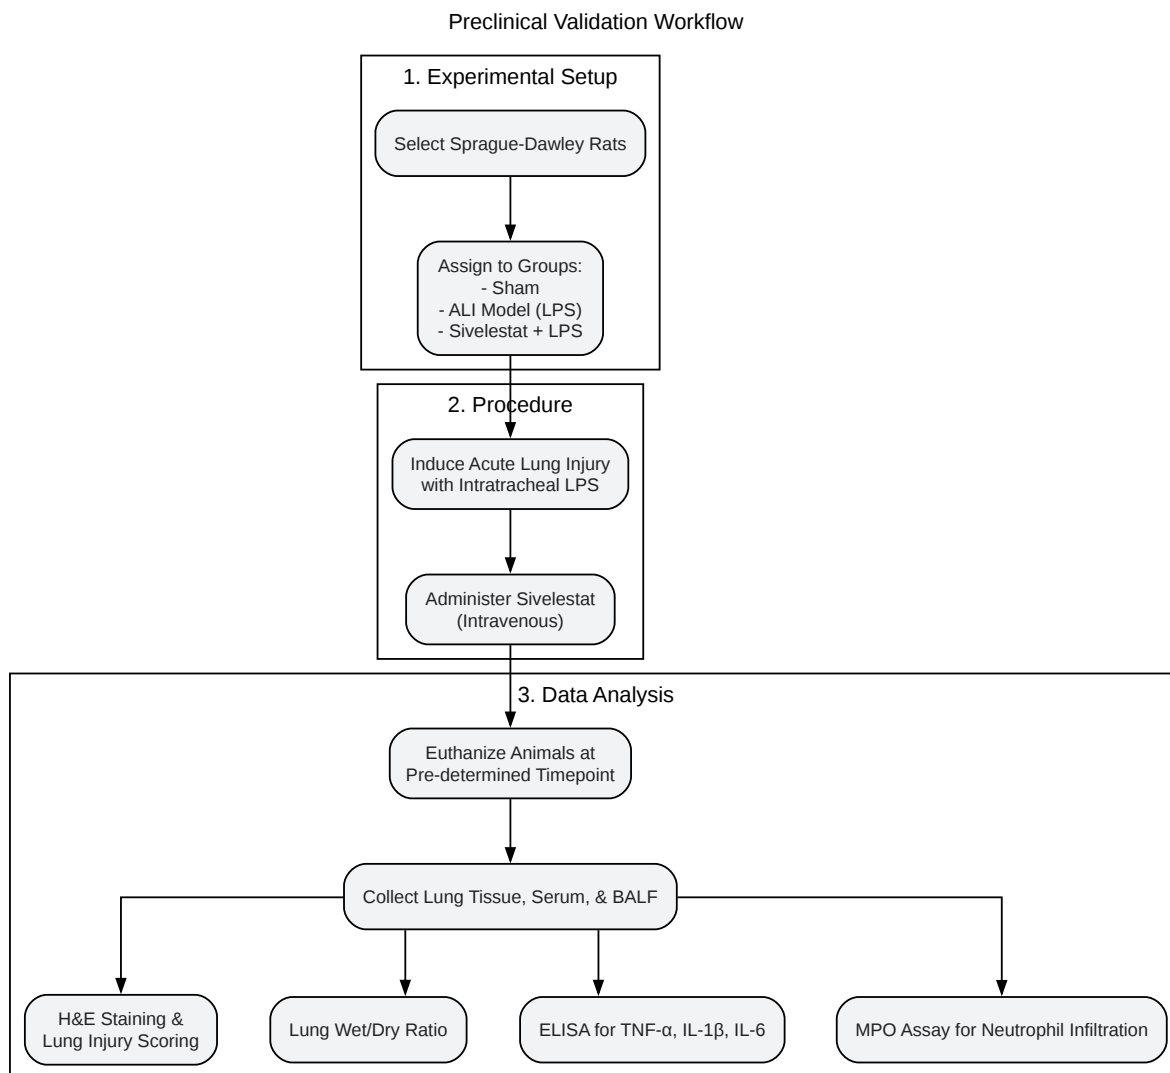 Preclinical Validation Workflow
1. Experimental Setup
Select Sprague-Dawley Rats
Assign to Groups:
- Sham
- ALI Model (LPS)
- Sivelestat + LPS
2. Procedure
Induce Acute Lung Injury
with Intratracheal LPS
Administer Sivelestat
(Intravenous)
3. Data Analysis
Euthanize Animals at
Pre-determined Timepoint
Collect Lung Tissue, Serum, & BALF
H&E Staining &
Lung Injury Scoring
Lung Wet/Dry Ratio
ELISA for TNF-α, IL-1β, IL-6
MPO Assay for Neutrophil Infiltration